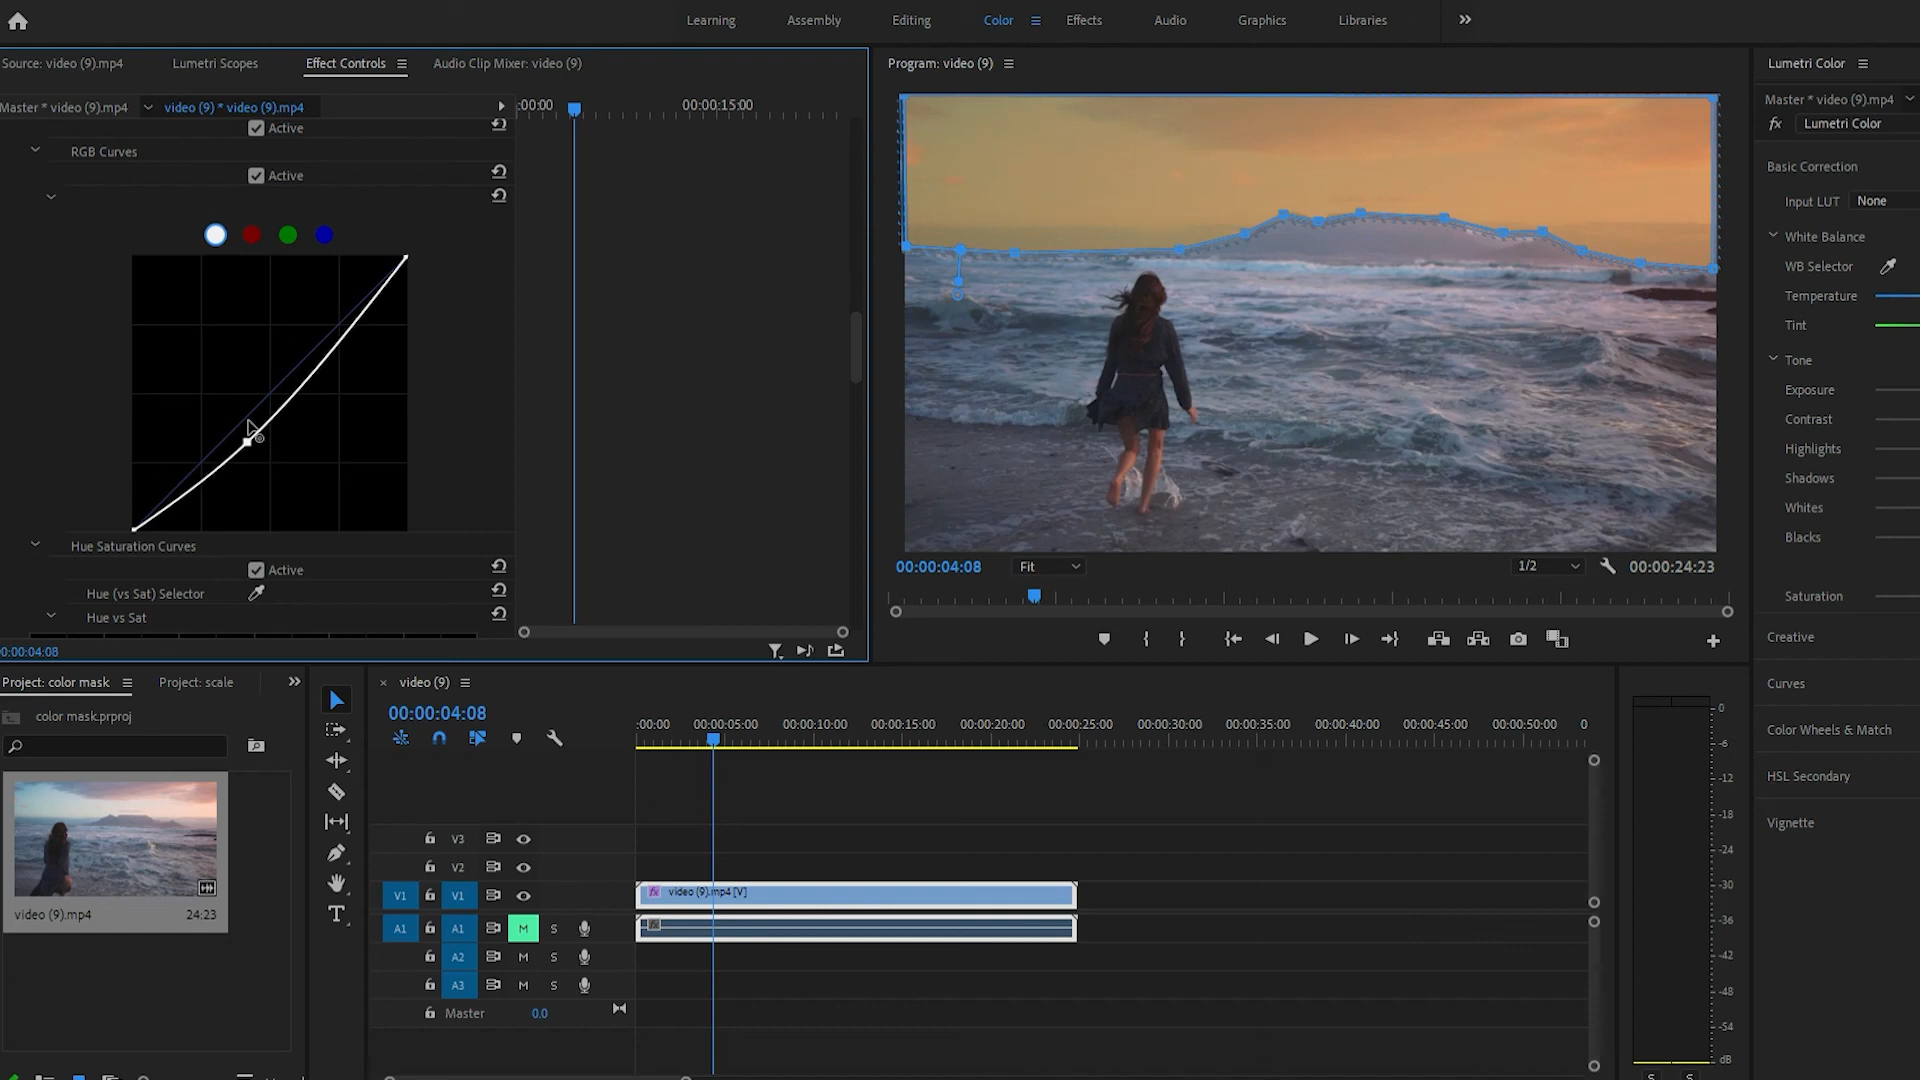 Learning Assembly Editing Color Effects Audio Graphics Libraries
Source: video (9).mp4 Lumetri Scopes Effect Controls Audio Clip Mixer: video (9)
Master * video (9).mp4 video (9) * video (9).mp4
:00:00 00:00:15:00
Active
RGB Curves
Active
Hue Saturation Curves
Active
Hue (vs Sat) Selector
Hue vs Sat
0:00:04:08
Program: video (9)
00:00:04:08 Fit 1/2 00:00:24:23
Lumetri Color
Master * video (9).mp4
fx Lumetri Color
Basic Correction
Input LUT None
White Balance
WB Selector
Temperature
Tint
Tone
Exposure
Contrast
Highlights
Shadows
Whites
Blacks
Saturation
Creative
Curves
Color Wheels & Match
HSL Secondary
Vignette
Project: color mask Project: scale
color mask.prproj
video (9).mp4 24:23
× video (9)
00:00:04:08
:00:00 00:00:05:00 00:00:10:00 00:00:15:00 00:00:20:00 00:00:25:00 00:00:30:00 00:00:35:00 00:00:40:00 00:00:45:00 00:00:50:00 0
V3
V2
V1 V1 fx video (9).mp4 [V]
A1 A1 M S fx
A2 M S
A3 M S
Master 0.0
0
-6
-12
-18
-24
-30
-36
-42
-48
-54
dB
S S